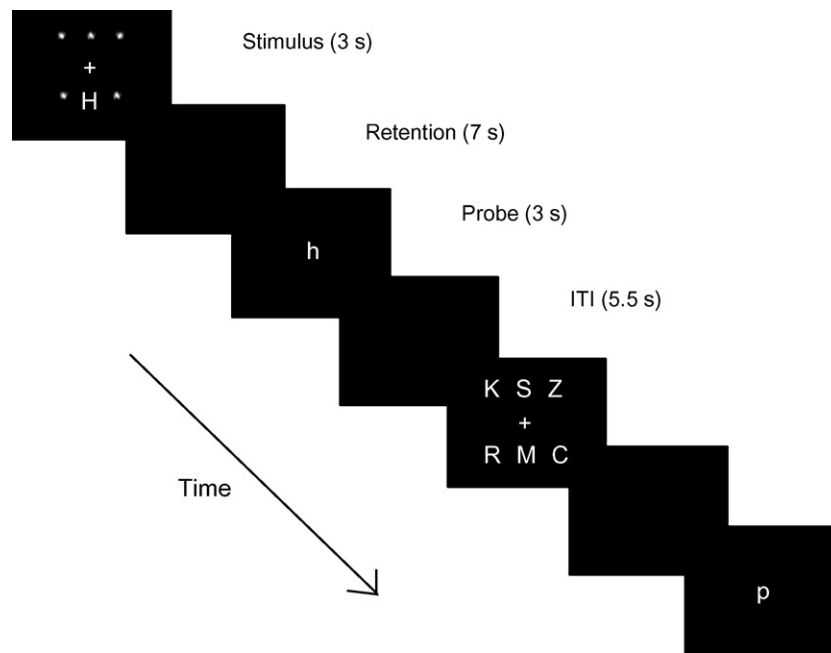 * * *
+
* H *
Stimulus (3 s)
Retention (7 s)
h
Probe (3 s)
ITI (5.5 s)
K S Z
+
R M C
p
Time